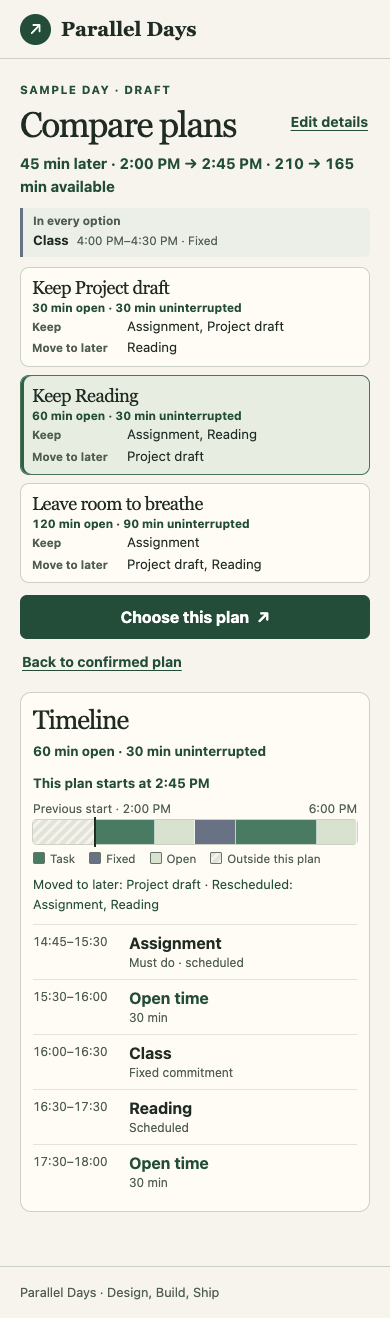 Parallel Days
SAMPLE DAY · DRAFT
Compare plans
Edit details
45 min later · 2:00 PM → 2:45 PM · 210 → 165
min available
In every option
Class 4:00 PM–4:30 PM · Fixed
Keep Project draft
30 min open · 30 min uninterrupted
Keep Assignment, Project draft
Move to later Reading
Keep Reading
60 min open · 30 min uninterrupted
Keep Assignment, Reading
Move to later Project draft
Leave room to breathe
120 min open · 90 min uninterrupted
Keep Assignment
Move to later Project draft, Reading
Choose this plan ↗
Back to confirmed plan
Timeline
60 min open · 30 min uninterrupted
This plan starts at 2:45 PM
Previous start · 2:00 PM 6:00 PM
Task Fixed Open Outside this plan
Moved to later: Project draft · Rescheduled:
Assignment, Reading
14:45–15:30 Assignment
Must do · scheduled
15:30–16:00 Open time
30 min
16:00–16:30 Class
Fixed commitment
16:30–17:30 Reading
Scheduled
17:30–18:00 Open time
30 min
Parallel Days · Design, Build, Ship